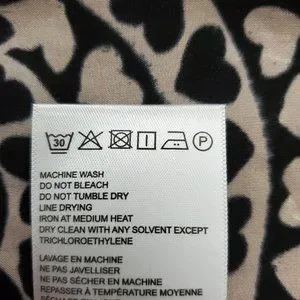 30
P
MACHINE WASH
DO NOT BLEACH
DO NOT TUMBLE DRY
LINE DRYING
IRON AT MEDIUM HEAT
DRY CLEAN WITH ANY SOLVENT EXCEPT
TRICHLOROETHYLENE
LAVAGE EN MACHINE
NE PAS JAVELLISER
NE PAS SÉCHER EN MACHINE
REPASSER À TEMPÉRATURE MOYENNE